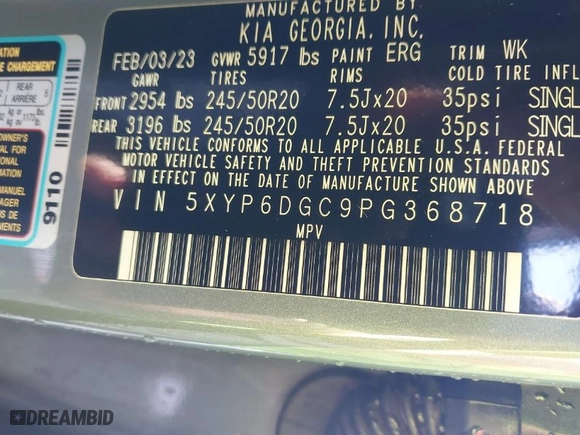 MANUFACTURED BY
KIA GEORGIA, INC.
FEB/03/23 GVWR 5917 lbs PAINT ERG TRIM WK
GAWR TIRES RIMS COLD TIRE INFL
FRONT 2954 lbs 245/50R20 7.5Jx20 35psi SINGL
REAR 3196 lbs 245/50R20 7.5Jx20 35psi SINGL
THIS VEHICLE CONFORMS TO ALL APPLICABLE U.S.A. FEDERAL
MOTOR VEHICLE SAFETY AND THEFT PREVENTION STANDARDS
IN EFFECT ON THE DATE OF MANUFACTURE SHOWN ABOVE
VIN 5XYP6DGC9PG368718
MPV
REAR 5
ARRIÈRE
9110
DREAMBID